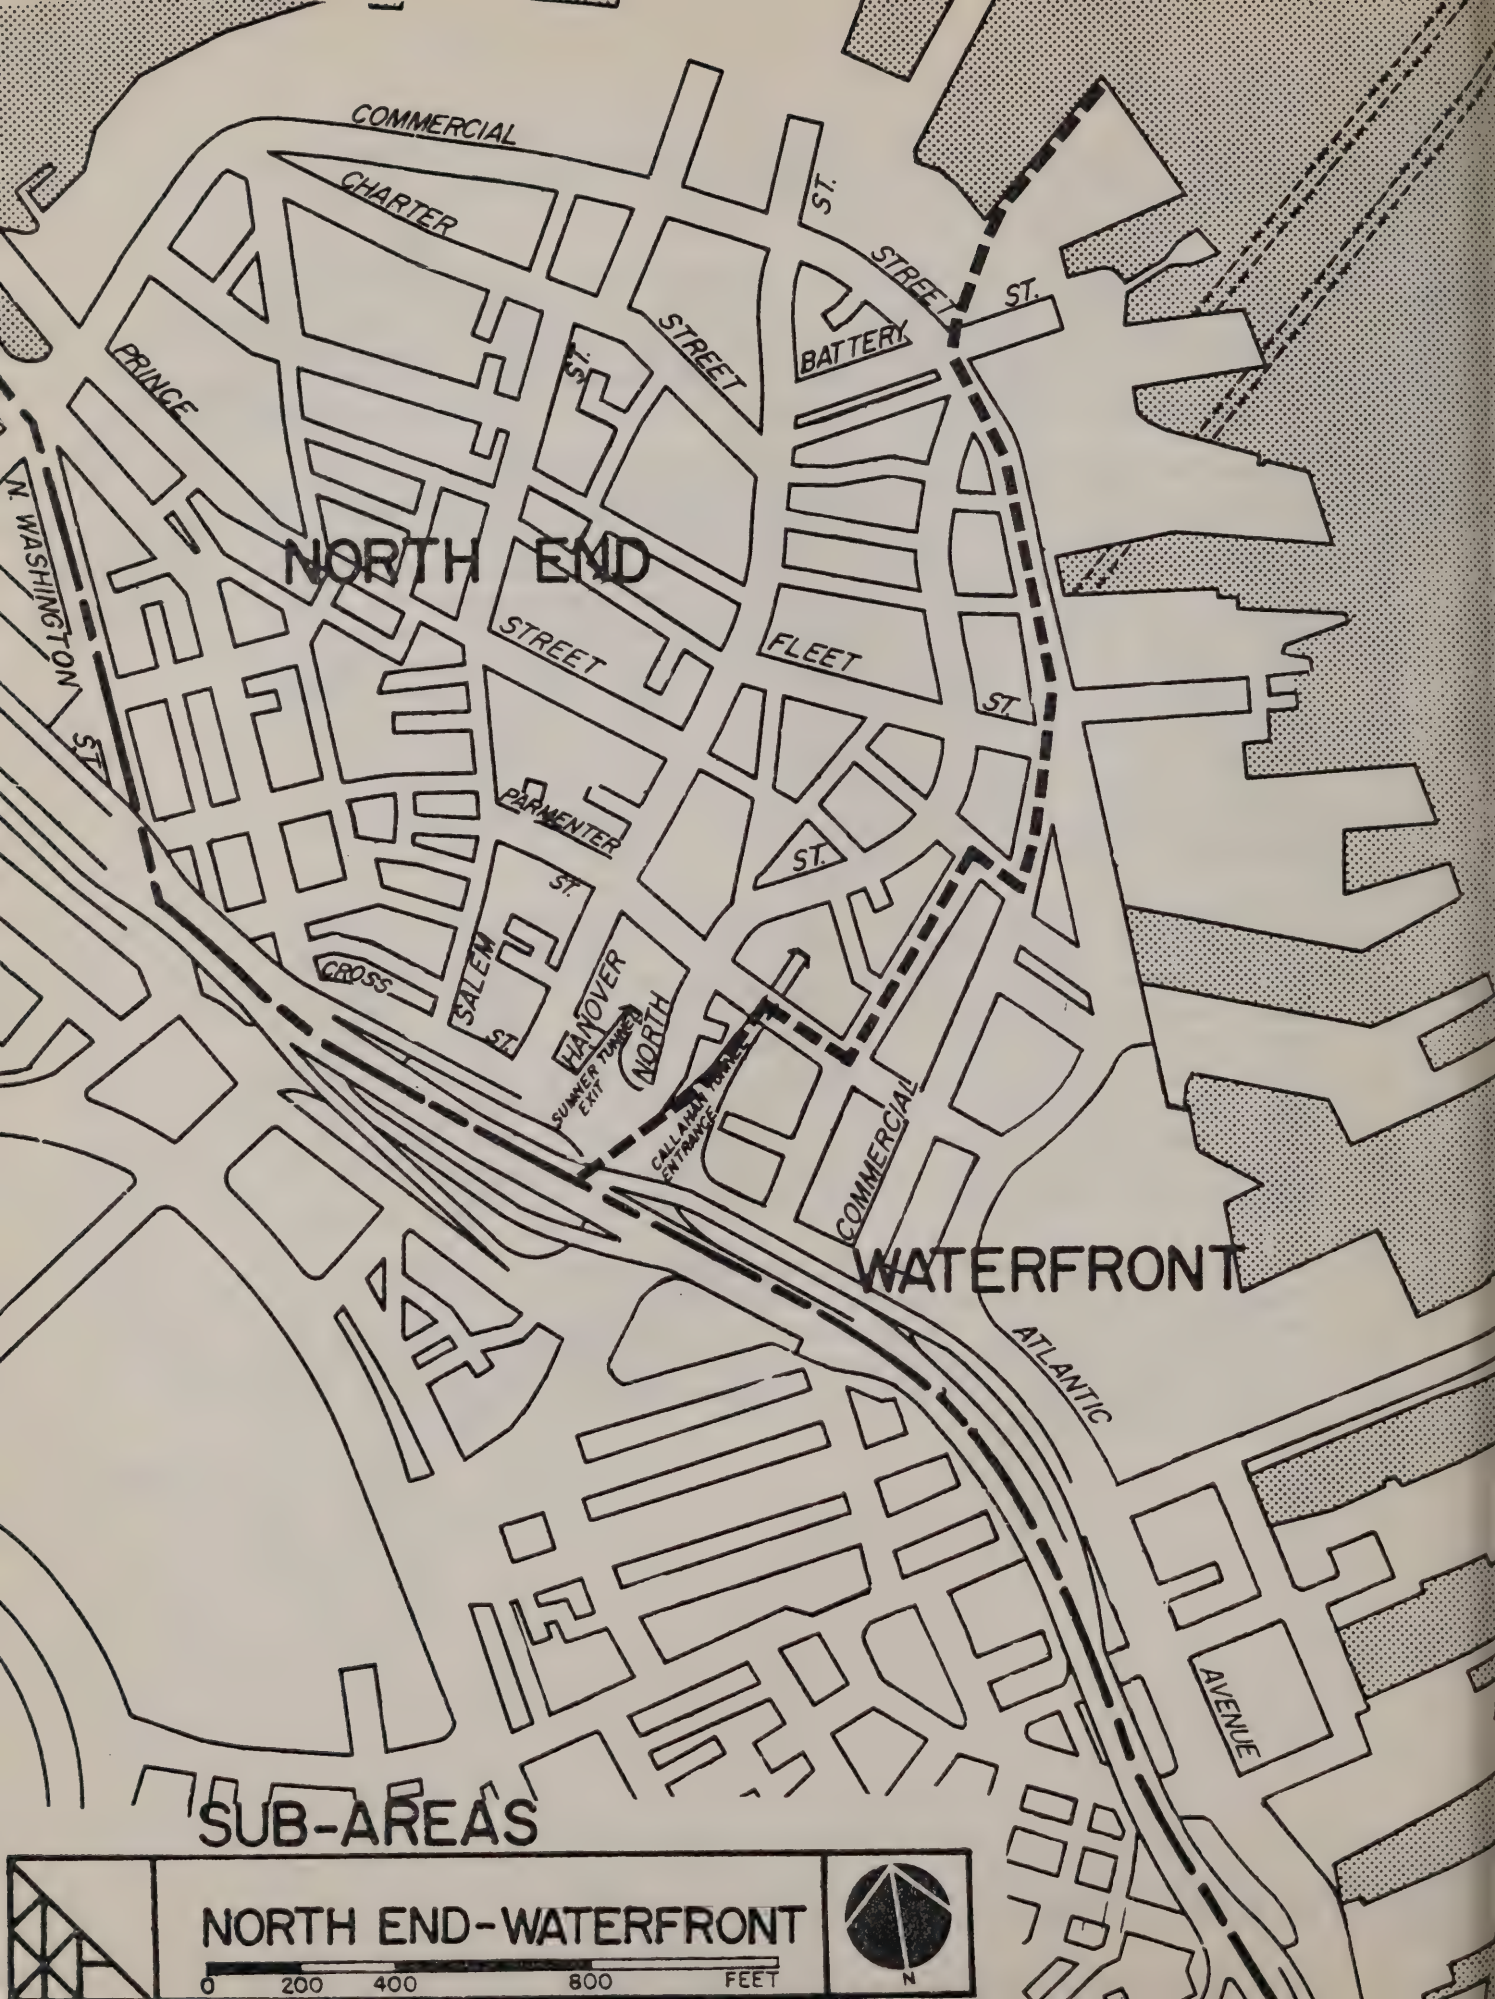 COMMERCIAL
CHARTER
ST.
STREET
ST.
STREET
BATTERY
ST.
PRINCE
N. WASHINGTON
ST.
NORTH END
STREET
FLEET
ST.
PARMENTER
ST.
ST.
SALEM
CROSS
ST.
HANOVER
NORTH
SUMNER TUNNEL
EXIT
CALLAHAN TUNNEL
ENTRANCE
COMMERCIAL
WATERFRONT
ATLANTIC
AVENUE
SUB-AREAS
NORTH END-WATERFRONT
0 200 400 800 FEET
N